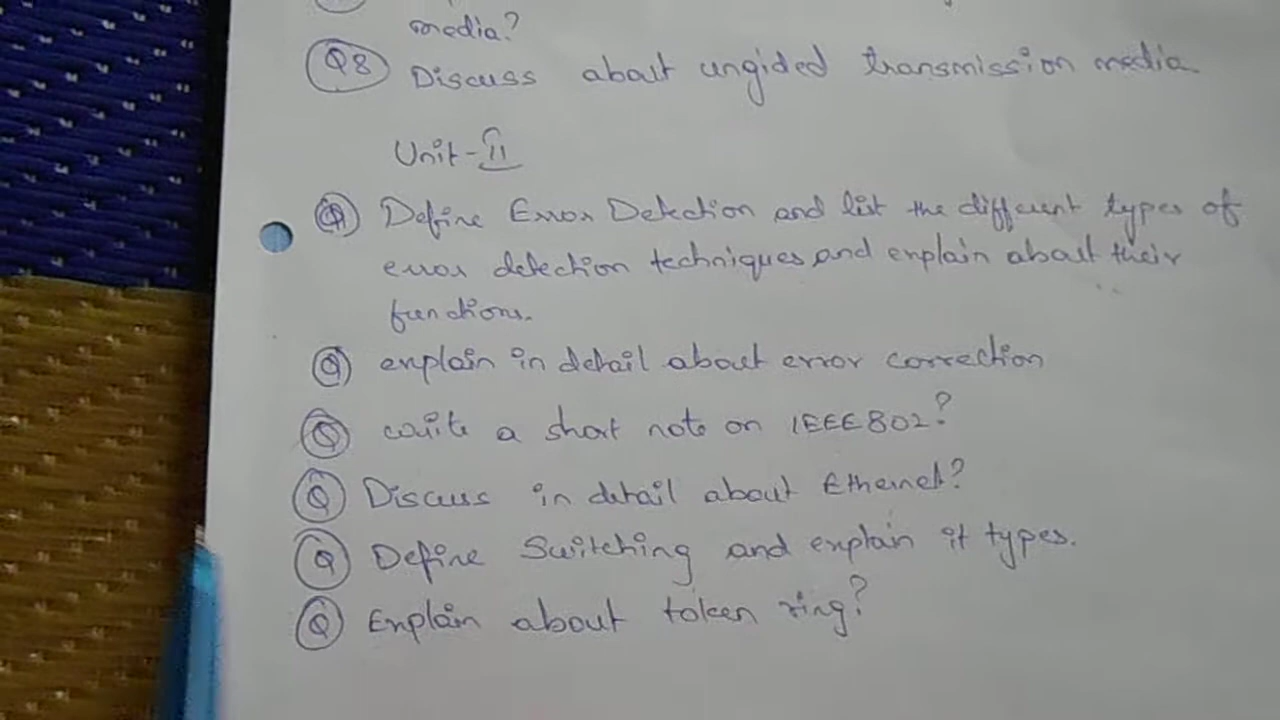 media?
Q8 Discuss about ungided transmission media
Unit-II
Q Define Error Detection and list the different types of
error detection techniques and explain about their
functions.
Q explain in detail about error correction
Q write a short note on IEEE802?
Q Discuss in detail about Ethernet?
Q Define Switching and explain it types.
Q Explain about token ring?